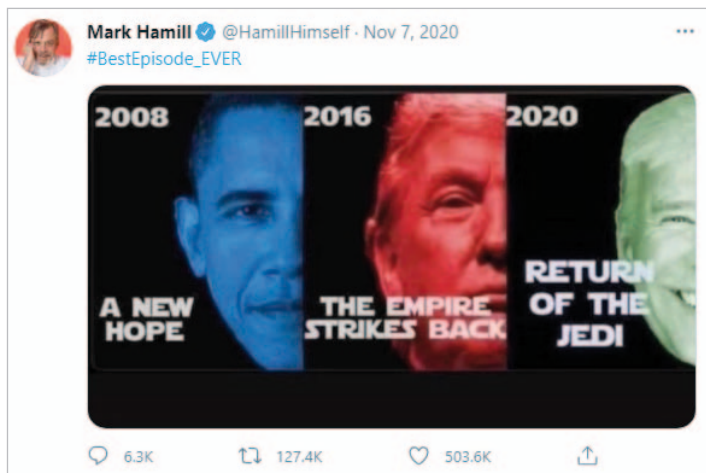 Mark Hamill @HamillHimself · Nov 7, 2020
#BestEpisode_EVER
2008 2016 2020
A NEW
HOPE
THE EMPIRE
STRIKES BACK
RETURN
OF THE
JEDI
6.3K 127.4K 503.6K